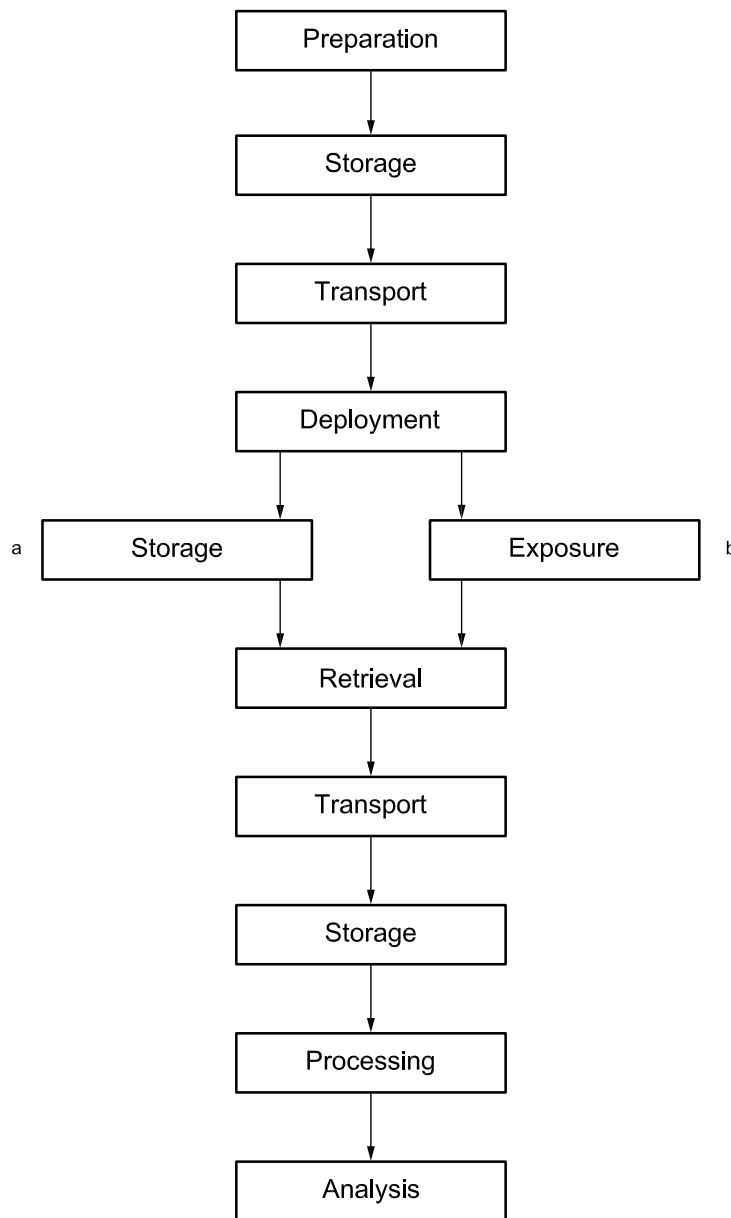 Preparation
Storage
Transport
Deployment
a Storage Exposure b
Retrieval
Transport
Storage
Processing
Analysis